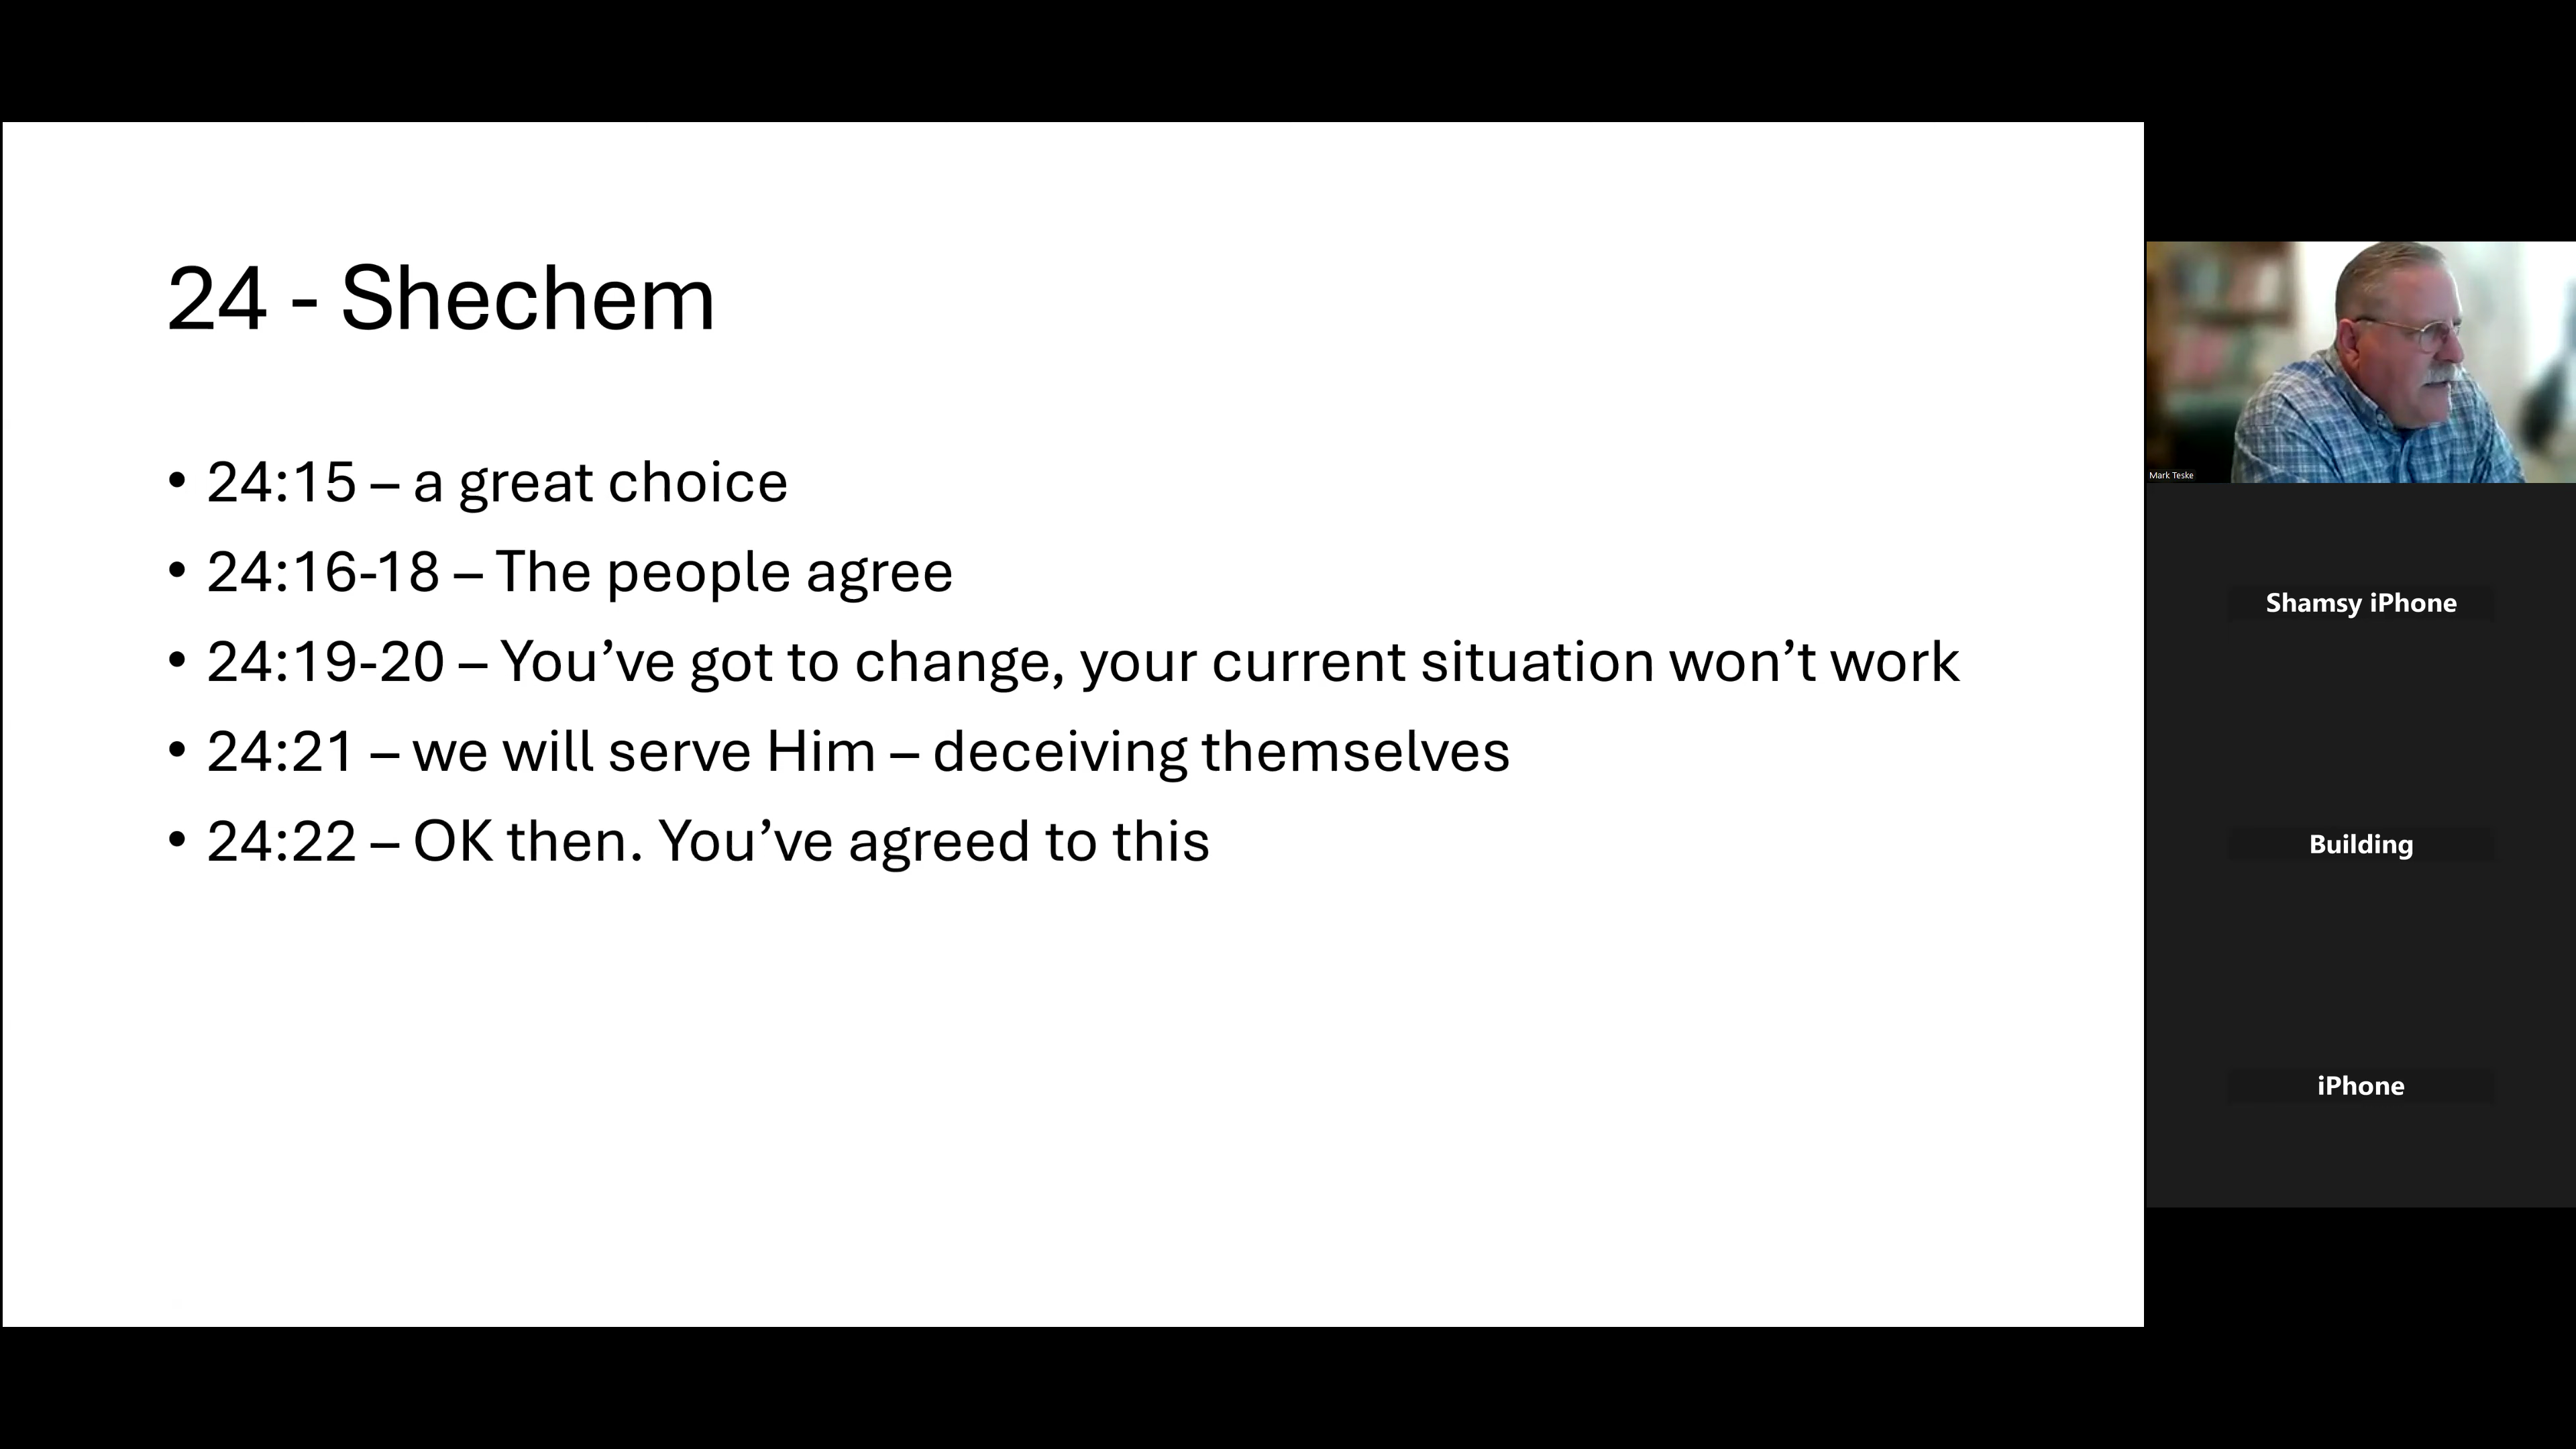 24 - Shechem
• 24:15 – a great choice
• 24:16-18 – The people agree
• 24:19-20 – You’ve got to change, your current situation won’t work
• 24:21 – we will serve Him – deceiving themselves
• 24:22 – OK then. You’ve agreed to this
Mark Teske
Shamsy iPhone
Building
iPhone